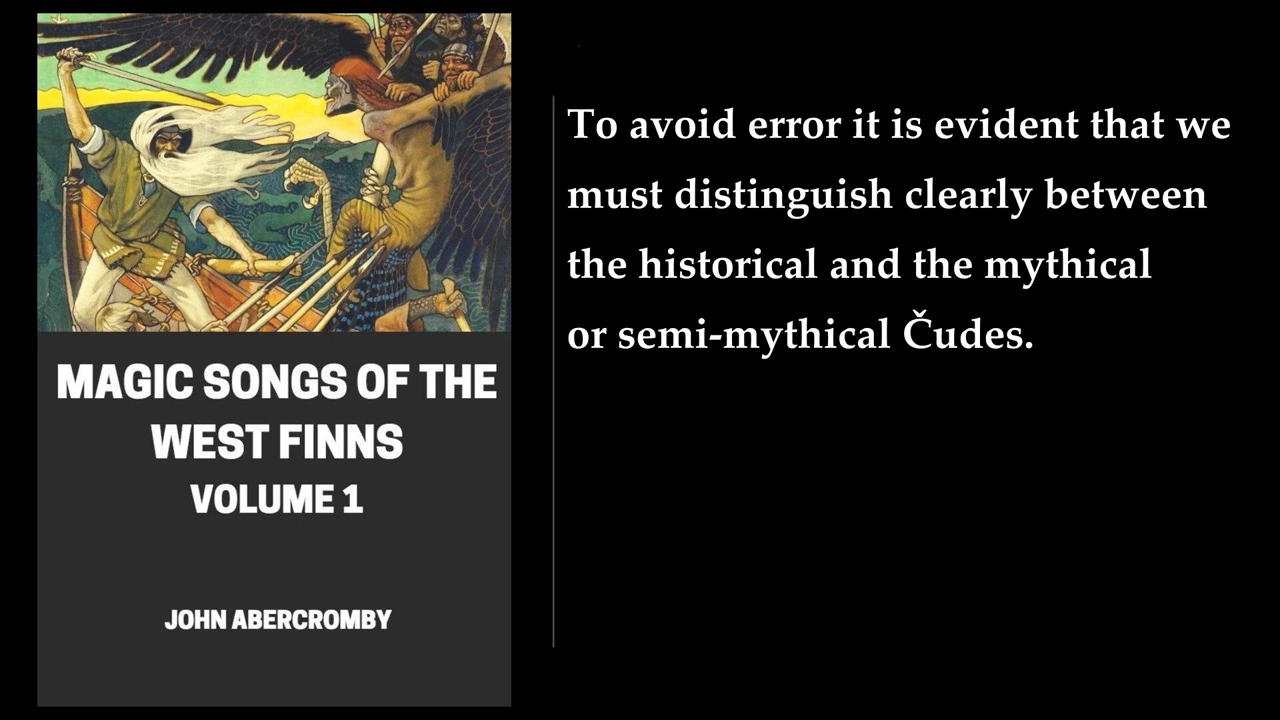 MAGIC SONGS OF THE
WEST FINNS
VOLUME 1
JOHN ABERCROMBY
To avoid error it is evident that we
must distinguish clearly between
the historical and the mythical
or semi-mythical Čudes.